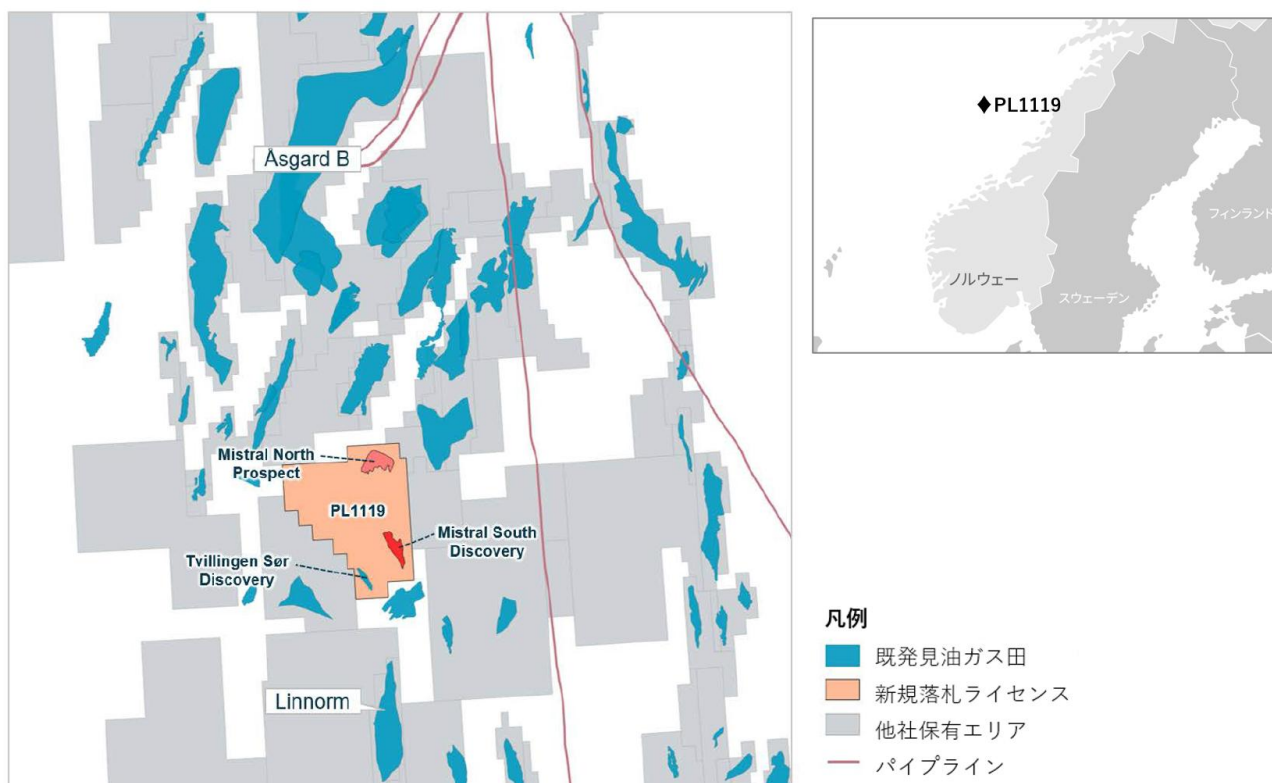 Åsgard B
Mistral North
Prospect
PL1119
Mistral South
Discovery
Tvillingen Sør
Discovery
Linnorm
PL1119
フィンランド
ノルウェー
スウェーデン
凡例
既発見油ガス田
新規落札ライセンス
他社保有エリア
パイプライン